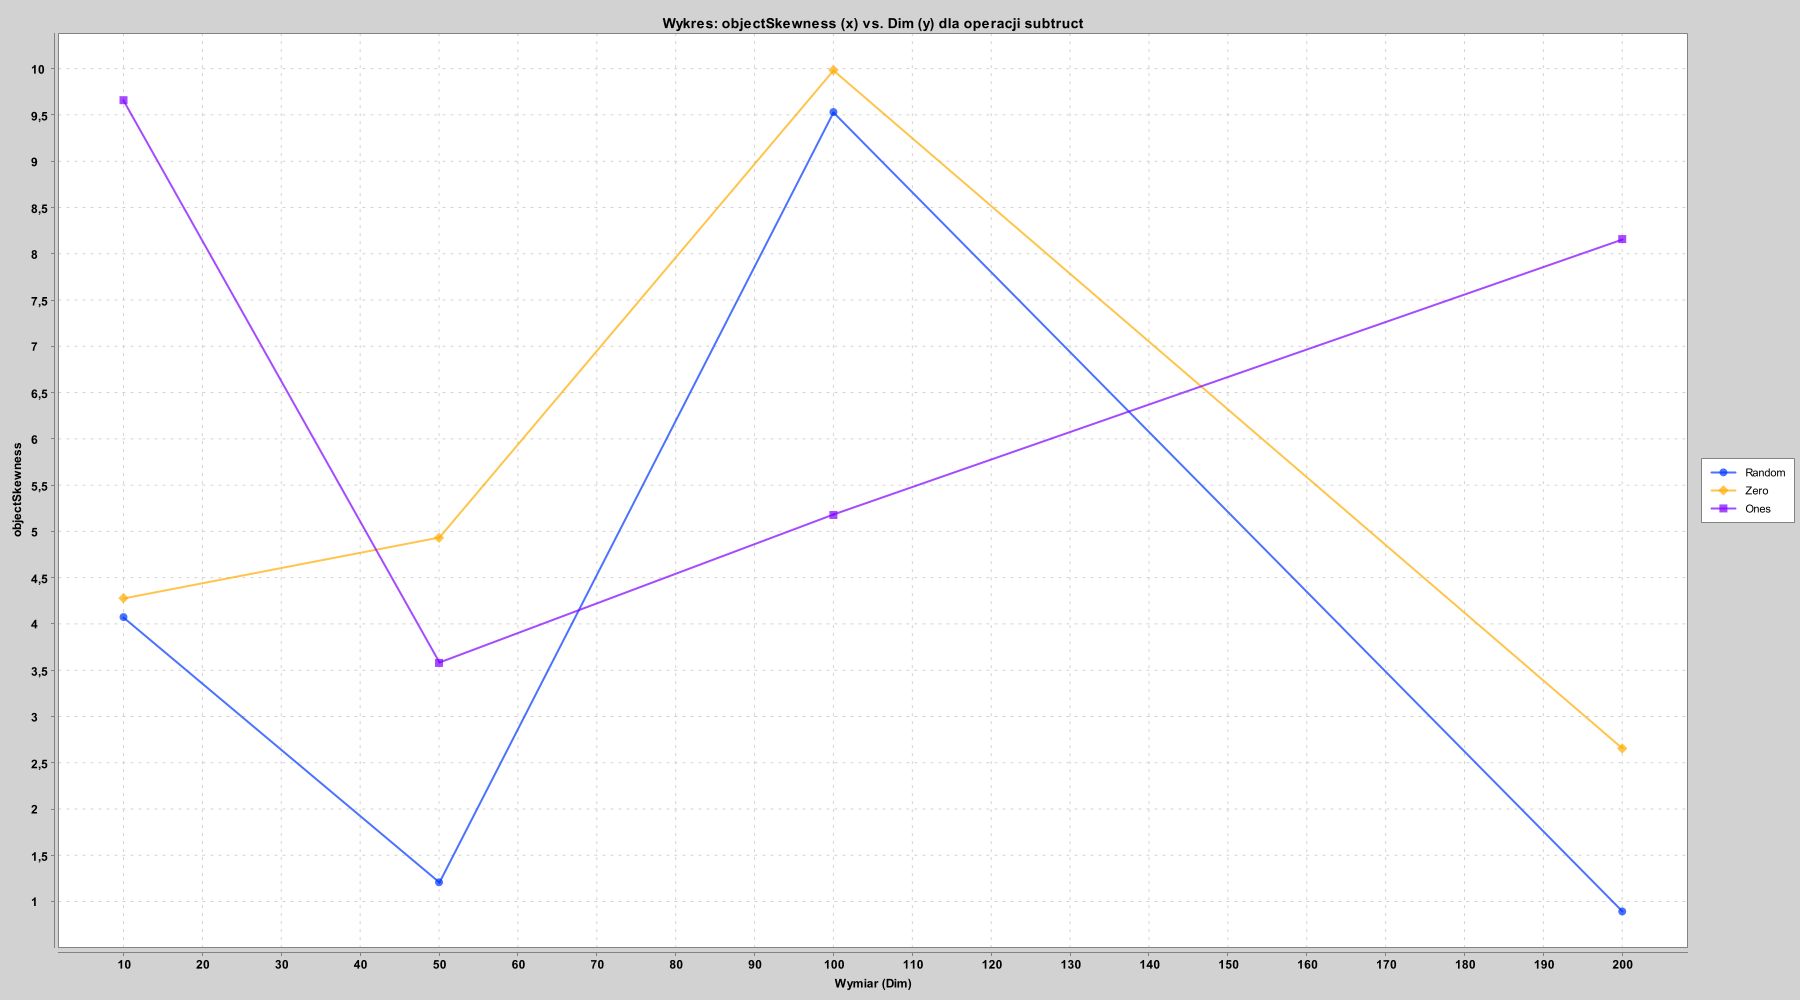 Wykres: objectSkewness (x) vs. Dim (y) dla operacji subtruct
objectSkewness
10
9,5
9
8,5
8
7,5
7
6,5
6
5,5
5
4,5
4
3,5
3
2,5
2
1,5
1
10 20 30 40 50 60 70 80 90 100 110 120 130 140 150 160 170 180 190 200
Wymiar (Dim)
Random
Zero
Ones